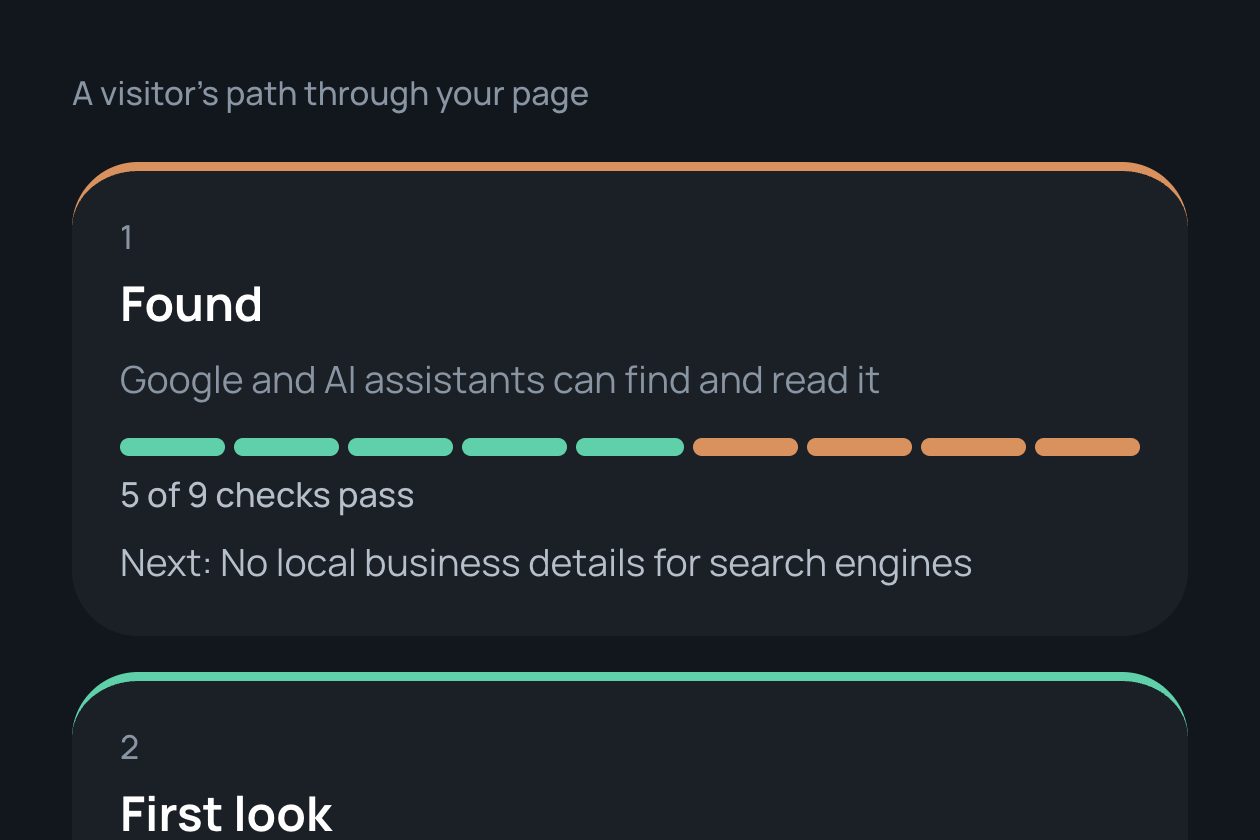 A visitor’s path through your page
1
Found
Google and AI assistants can find and read it
5 of 9 checks pass
Next: No local business details for search engines
2
First look